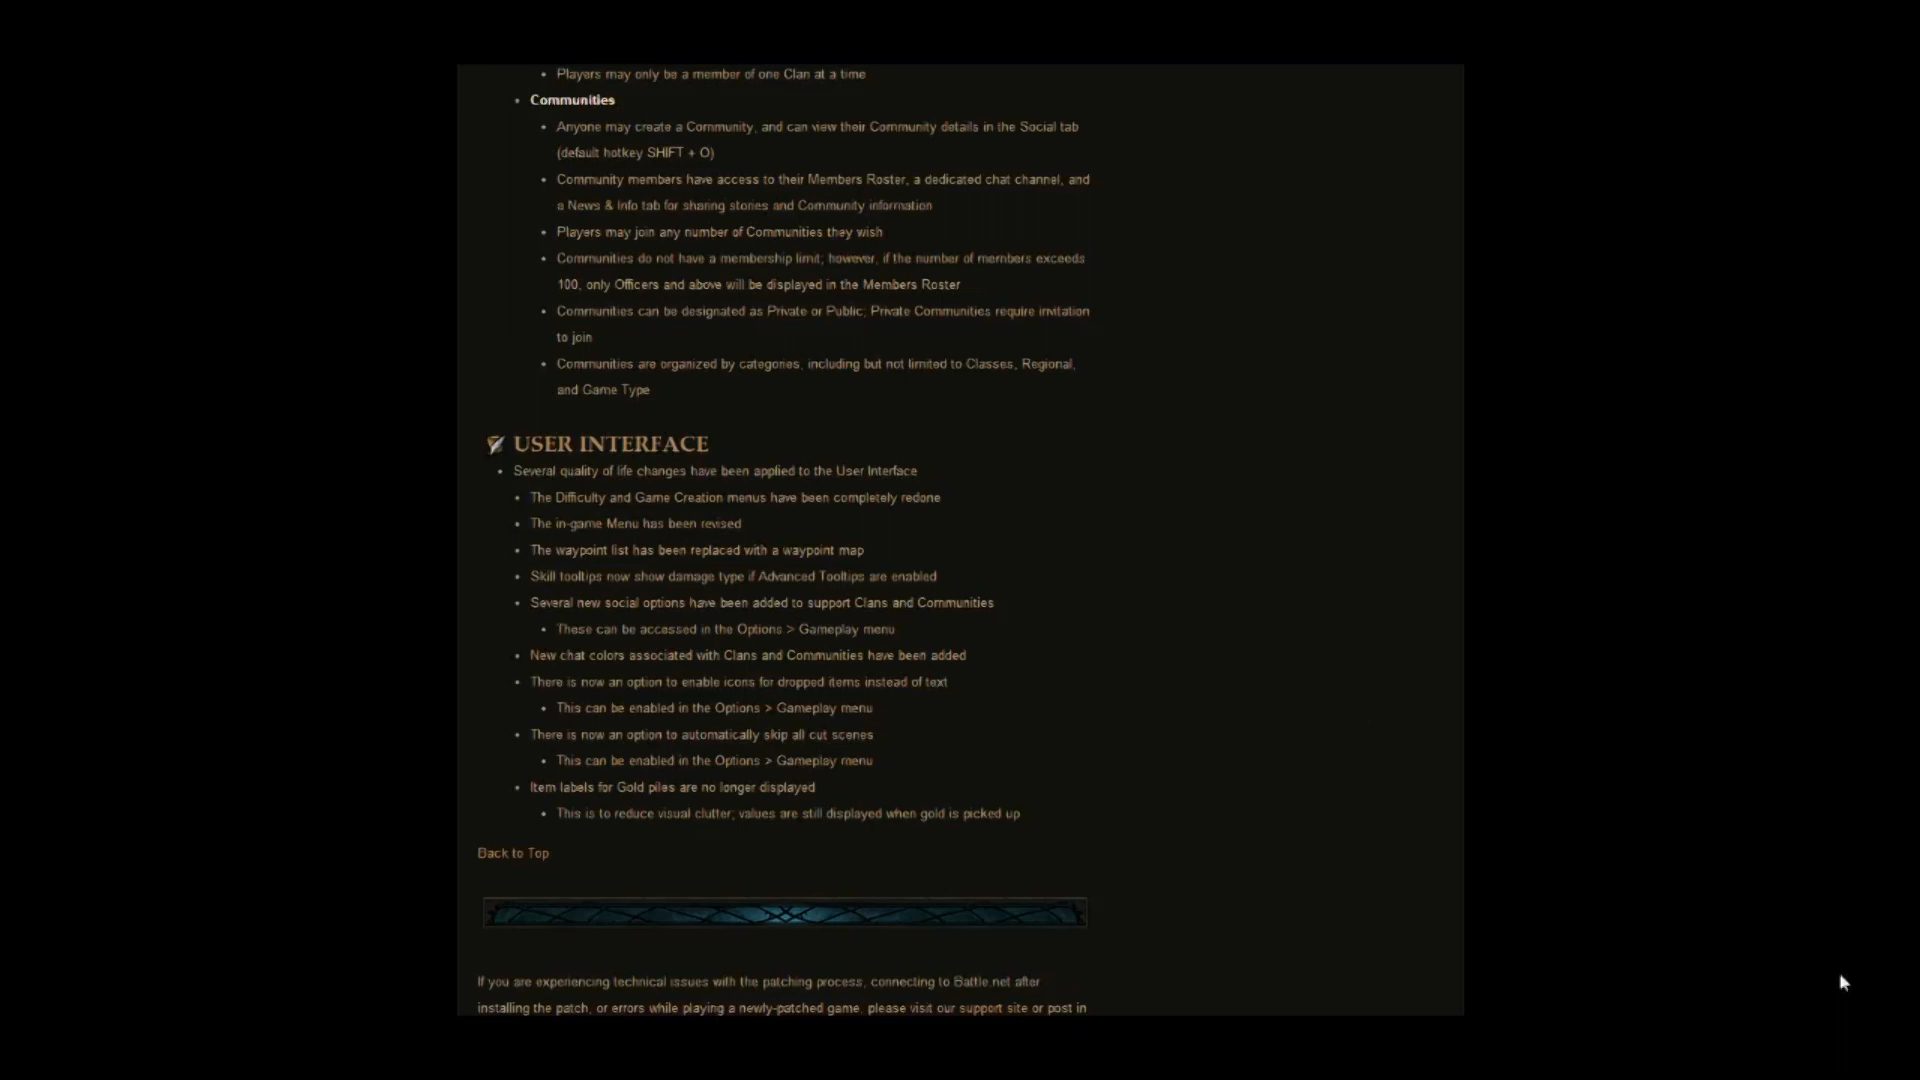 • Players may only be a member of one Clan at a time
• Communities
• Anyone may create a Community, and can view their Community details in the Social tab
(default hotkey SHIFT + O)
• Community members have access to their Members Roster, a dedicated chat channel, and
a News & Info tab for sharing stories and Community information
• Players may join any number of Communities they wish
• Communities do not have a membership limit; however, if the number of members exceeds
100, only Officers and above will be displayed in the Members Roster
• Communities can be designated as Private or Public; Private Communities require invitation
to join
• Communities are organized by categories, including but not limited to Classes, Regional,
and Game Type
USER INTERFACE
• Several quality of life changes have been applied to the User Interface
• The Difficulty and Game Creation menus have been completely redone
• The in-game Menu has been revised
• The waypoint list has been replaced with a waypoint map
• Skill tooltips now show damage type if Advanced Tooltips are enabled
• Several new social options have been added to support Clans and Communities
• These can be accessed in the Options > Gameplay menu
• New chat colors associated with Clans and Communities have been added
• There is now an option to enable icons for dropped items instead of text
• This can be enabled in the Options > Gameplay menu
• There is now an option to automatically skip all cut scenes
• This can be enabled in the Options > Gameplay menu
• Item labels for Gold piles are no longer displayed
• This is to reduce visual clutter; values are still displayed when gold is picked up
Back to Top
If you are experiencing technical issues with the patching process, connecting to Battle.net after
installing the patch, or errors while playing a newly-patched game, please visit our support site or post in